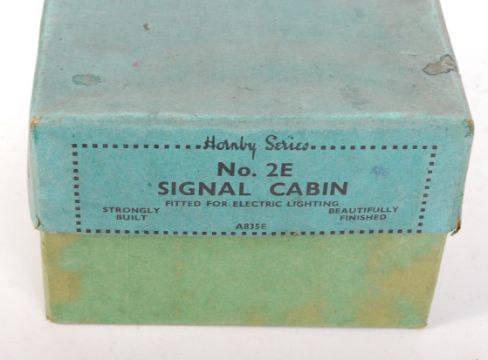 Hornby Series
No. 2E
SIGNAL CABIN
FITTED FOR ELECTRIC LIGHTING
STRONGLY BUILT
BEAUTIFULLY FINISHED
A835E